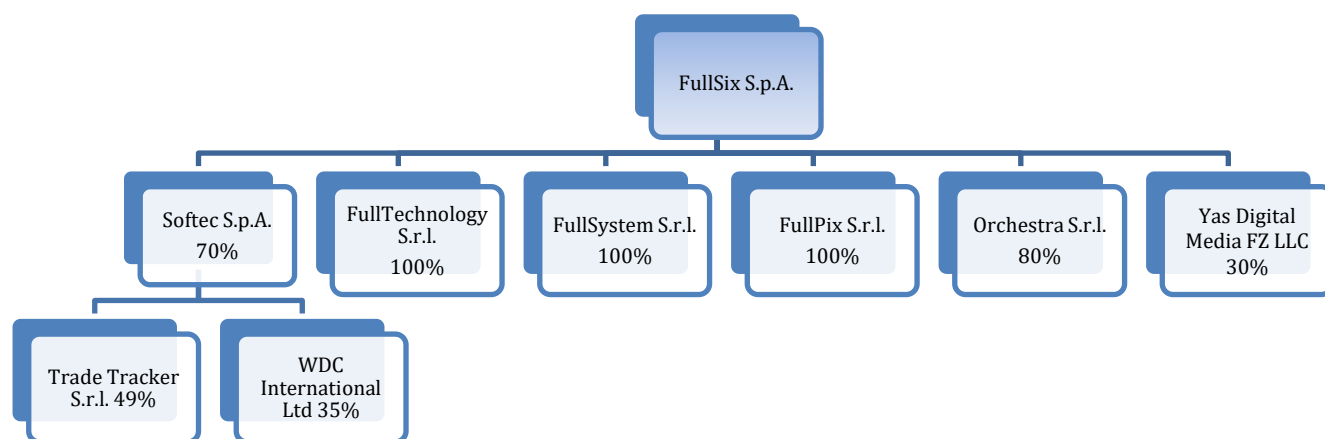 FullSix S.p.A.
Softec S.p.A.
70%
FullTechnology
S.r.l.
100%
FullSystem S.r.l.
100%
FullPix S.r.l.
100%
Orchestra S.r.l.
80%
Yas Digital
Media FZ LLC
30%
Trade Tracker
S.r.l. 49%
WDC
International
Ltd 35%